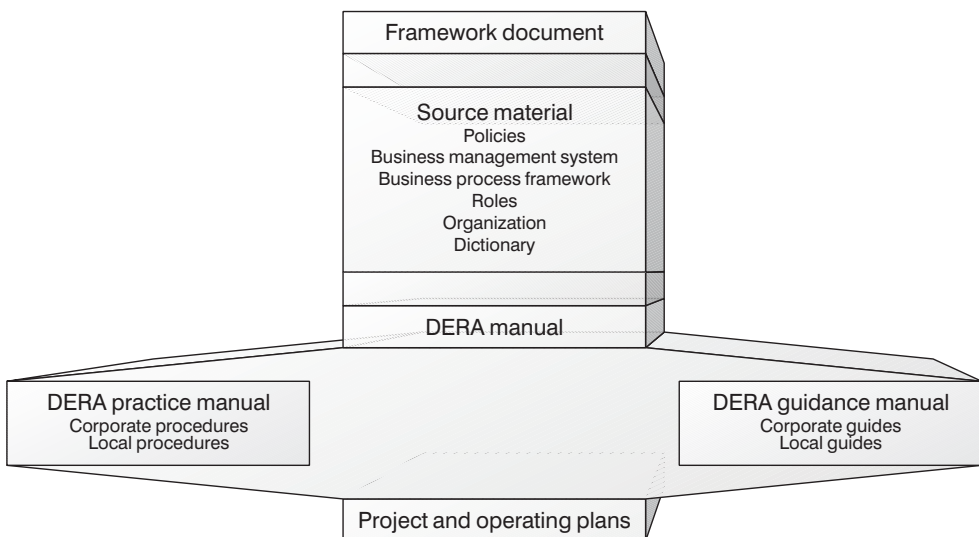 Framework document
Source material
Policies
Business management system
Business process framework
Roles
Organization
Dictionary
DERA manual
DERA practice manual
Corporate procedures
Local procedures
DERA guidance manual
Corporate guides
Local guides
Project and operating plans